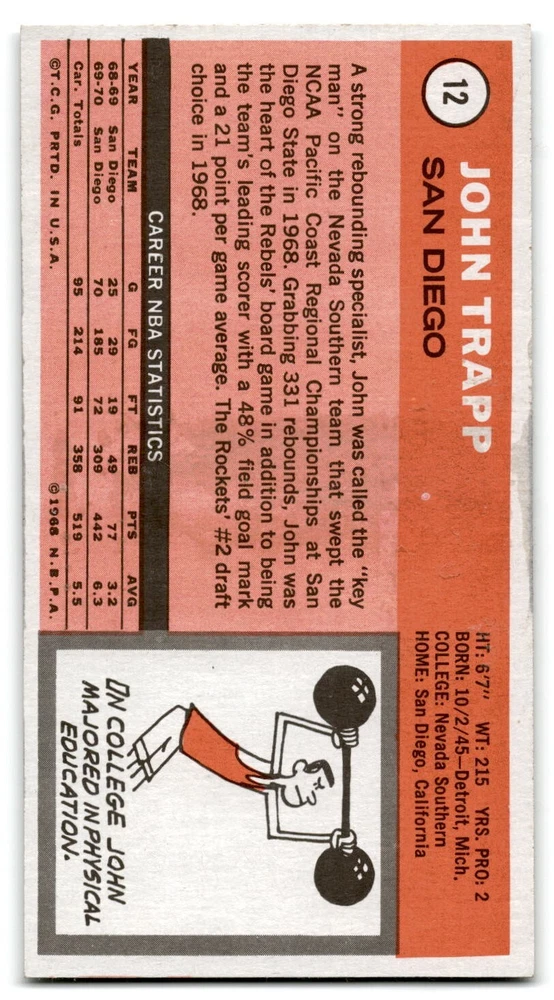 12
JOHN TRAPP
SAN DIEGO
HT: 6'7" WT: 215 YRS. PRO: 2
BORN: 10/2/45—Detroit, Mich.
COLLEGE: Nevada Southern
HOME: San Diego, California
A strong rebounding specialist, John was called the "key
man" on the Nevada Southern team that swept the
NCAA Pacific Coast Regional Championships at San
Diego State in 1968. Grabbing 331 rebounds, John was
the heart of the Rebels' board game in addition to being
the team's leading scorer with a 48% field goal mark
and a 21 point per game average. The Rockets' #2 draft
choice in 1968.
CAREER NBA STATISTICS
YEAR TEAM G FG FT REB PTS AVG
68-69 San Diego 25 29 19 49 77 3.2
69-70 San Diego 70 185 72 309 442 6.3
Car. Totals 95 214 91 358 519 5.5
©T.C.G. PRTD. IN U.S.A. ©1968 N.B.P.A.
IN COLLEGE JOHN
MAJORED IN PHYSICAL
EDUCATION.